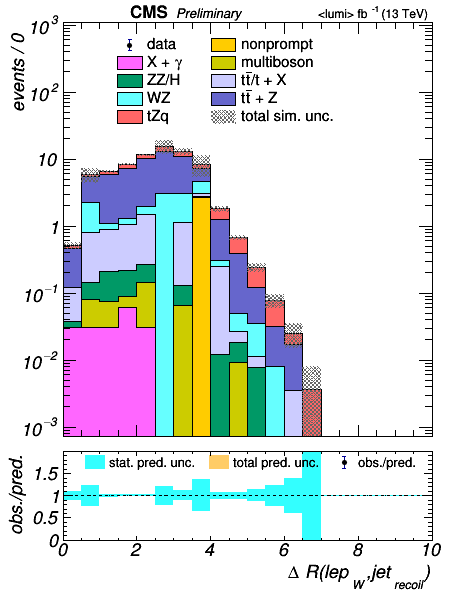 CMS Preliminary <lumi> fb⁻¹ (13 TeV)
events / 0
10³
10²
10
1
10⁻¹
10⁻²
10⁻³
data
nonprompt
X + γ
multiboson
ZZ/H
tt̄/t + X
WZ
tt̄ + Z
tZq
total sim. unc.
obs./pred.
1.5
1
0.5
0
stat. pred. unc. total pred. unc. obs./pred.
0 2 4 6 8 10
Δ R(lep_W, jet_recoil)